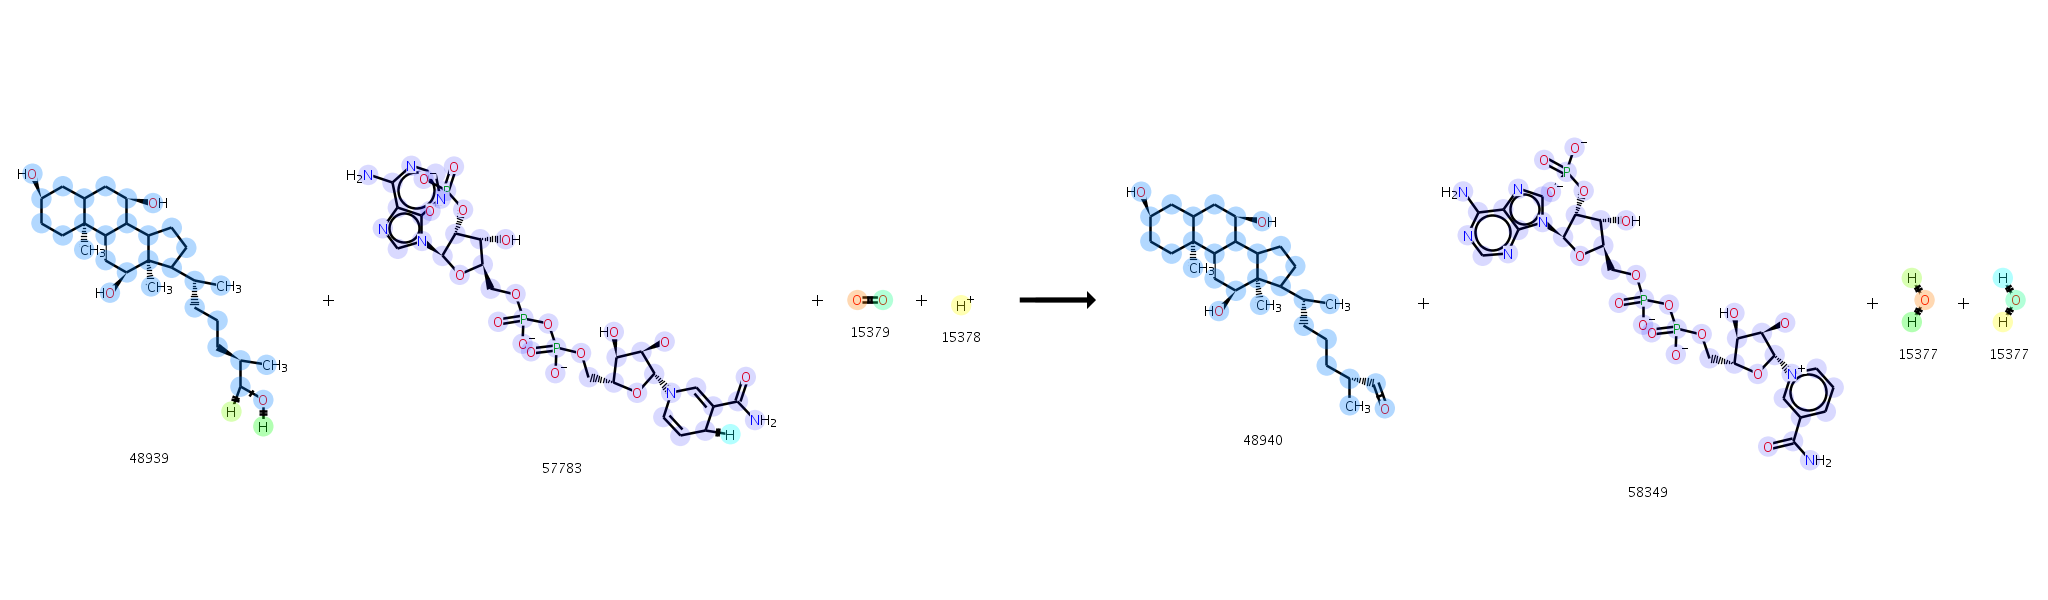 HO
OH
CH3
HO
CH3
CH3
CH3
O
H
H
48939
+
H2N
N
N
N
N
O
O
P
O−
O
OH
O
O
O
P
O−
O
O
P
O−
O
HO
O
O
N
O
NH2
H
57783
+
O O
15379
+
H+
15378
HO
OH
CH3
HO
CH3
CH3
CH3
O
48940
+
O
O−
P
O−
O
H2N
N
N
N
N
OH
O
O
O
P
O−
O
O
P
O−
O
HO
O
O
N+
O
NH2
58349
+
H
O
H
15377
+
H
O
H
15377